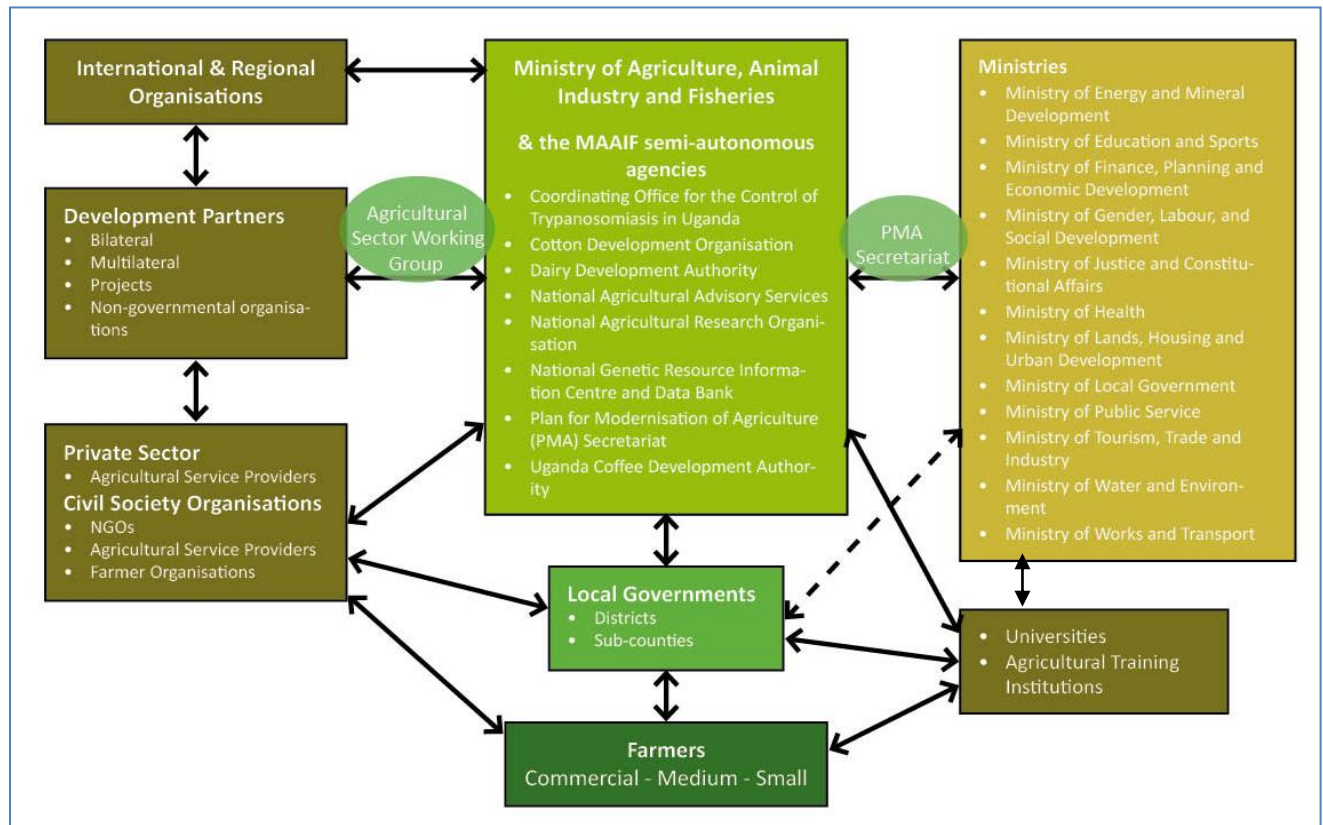 International & Regional
Organisations
Development Partners
• Bilateral
• Multilateral
• Projects
• Non-governmental organisa-
tions
Private Sector
• Agricultural Service Providers
Civil Society Organisations
• NGOs
• Agricultural Service Providers
• Farmer Organisations
Agricultural
Sector Working
Group
Ministry of Agriculture, Animal
Industry and Fisheries
& the MAAIF semi-autonomous
agencies
• Coordinating Office for the Control of
Trypanosomiasis in Uganda
• Cotton Development Organisation
• Dairy Development Authority
• National Agricultural Advisory Services
• National Agricultural Research Organi-
sation
• National Genetic Resource Informa-
tion Centre and Data Bank
• Plan for Modernisation of Agriculture
(PMA) Secretariat
• Uganda Coffee Development Author-
ity
PMA
Secretariat
Ministries
• Ministry of Energy and Mineral
Development
• Ministry of Education and Sports
• Ministry of Finance, Planning and
Economic Development
• Ministry of Gender, Labour, and
Social Development
• Ministry of Justice and Constitu-
tional Affairs
• Ministry of Health
• Ministry of Lands, Housing and
Urban Development
• Ministry of Local Government
• Ministry of Public Service
• Ministry of Tourism, Trade and
Industry
• Ministry of Water and Environ-
ment
• Ministry of Works and Transport
Local Governments
• Districts
• Sub-counties
• Universities
• Agricultural Training
Institutions
Farmers
Commercial - Medium - Small